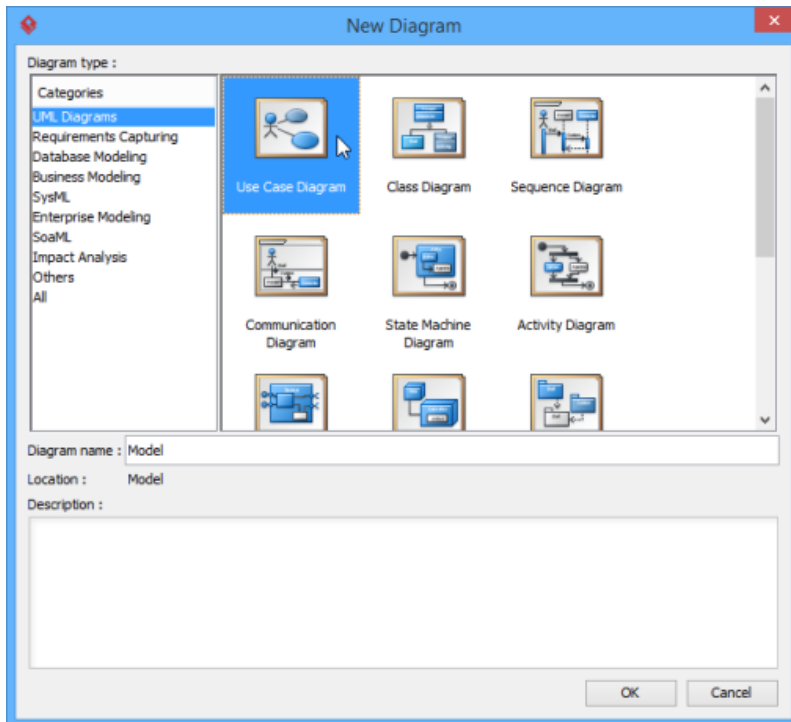 New Diagram
Diagram type :
Categories
UML Diagrams
Requirements Capturing
Database Modeling
Business Modeling
SysML
Enterprise Modeling
SoaML
Impact Analysis
Others
All
Use Case Diagram
Class Diagram
Sequence Diagram
Communication
Diagram
State Machine
Diagram
Activity Diagram
Diagram name : Model
Location : Model
Description :
OK
Cancel